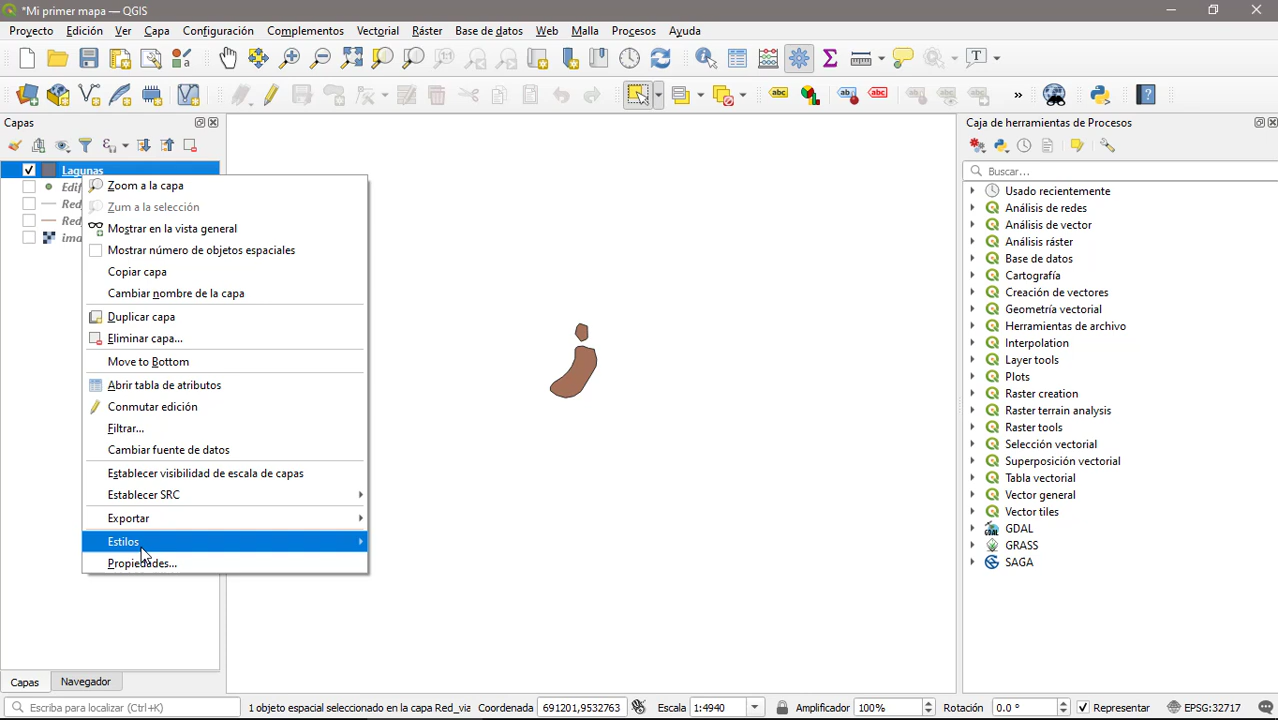 *Mi primer mapa — QGIS
Proyecto Edición Ver Capa Configuración Complementos Vectorial Ráster Base de datos Web Malla Procesos Ayuda
Capas
Lagunas
Edif
Red_
Red_
ima
Zoom a la capa
Zum a la selección
Mostrar en la vista general
Mostrar número de objetos espaciales
Copiar capa
Cambiar nombre de la capa
Duplicar capa
Eliminar capa...
Move to Bottom
Abrir tabla de atributos
Conmutar edición
Filtrar...
Cambiar fuente de datos
Establecer visibilidad de escala de capas
Establecer SRC
Exportar
Estilos
Propiedades...
Caja de herramientas de Procesos
Buscar...
Usado recientemente
Análisis de redes
Análisis de vector
Análisis ráster
Base de datos
Cartografía
Creación de vectores
Geometría vectorial
Herramientas de archivo
Interpolation
Layer tools
Plots
Raster creation
Raster terrain analysis
Raster tools
Selección vectorial
Superposición vectorial
Tabla vectorial
Vector general
Vector tiles
GDAL
GRASS
SAGA
Capas Navegador
Escriba para localizar (Ctrl+K) 1 objeto espacial seleccionado en la capa Red_via Coordenada 691201,9532763 Escala 1:4940 Amplificador 100% Rotación 0.0 ° Representar EPSG:32717